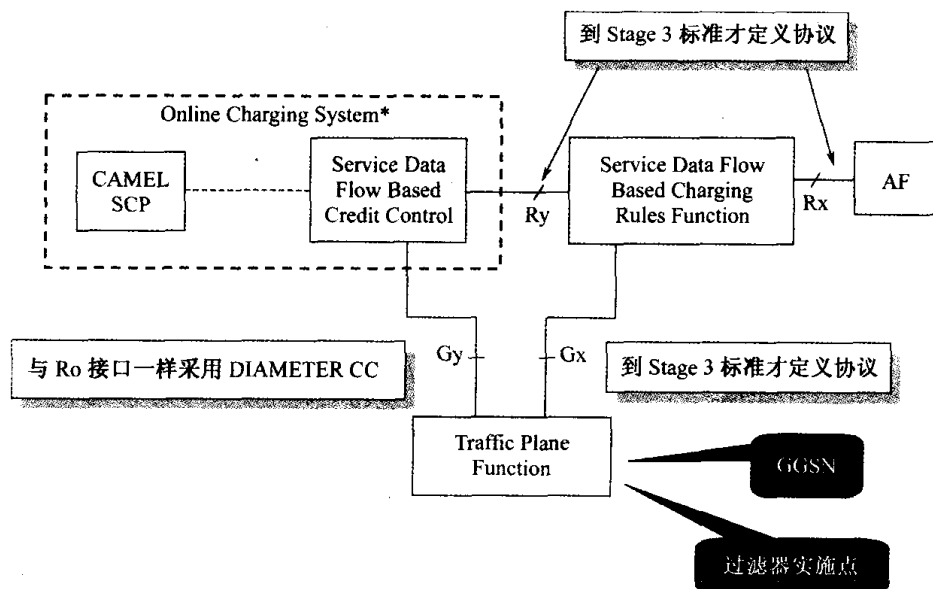 到 Stage 3 标准才定义协议
Online Charging System*
CAMEL
SCP
Service Data
Flow Based
Credit Control
Ry
Service Data Flow
Based Charging
Rules Function
Rx
AF
与 Ro 接口一样采用 DIAMETER CC
Gy
Gx
到 Stage 3 标准才定义协议
Traffic Plane
Function
GGSN
过滤器实施点